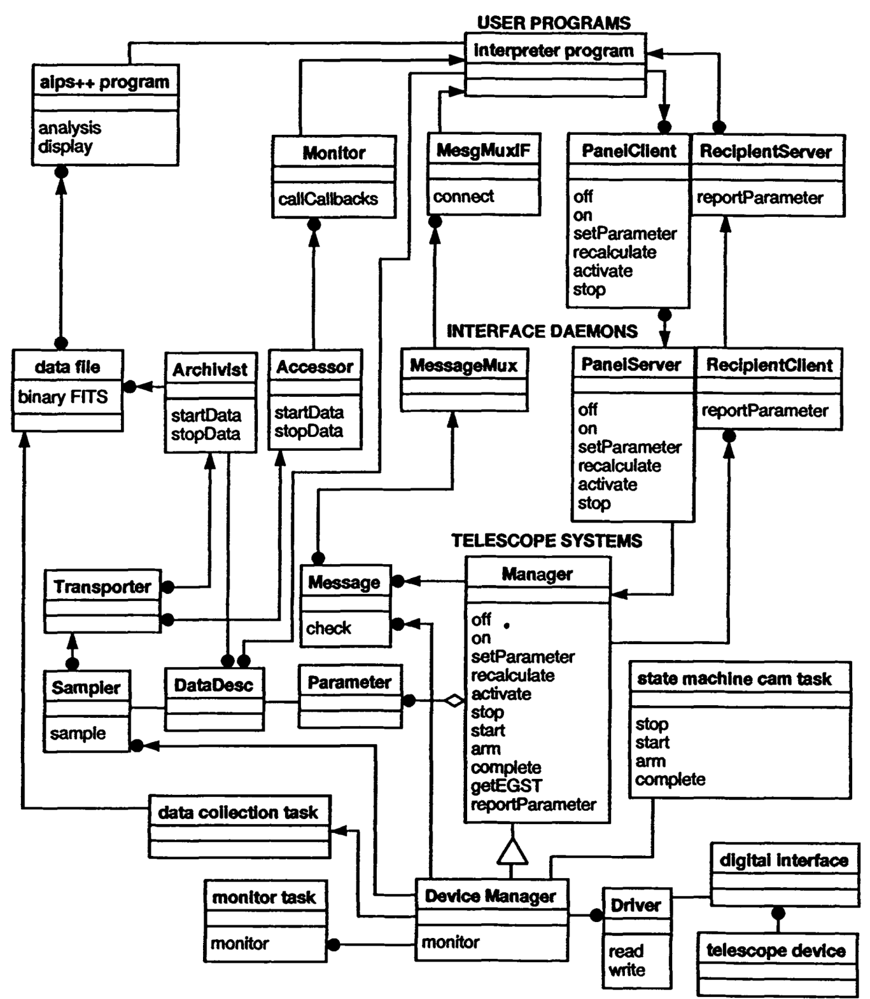 USER PROGRAMS
interpreter program
aips++ program
analysis
display
Monitor
callCallbacks
MesgMuxIF
connect
PanelClient
off
on
setParameter
recalculate
activate
stop
RecipientServer
reportParameter
INTERFACE DAEMONS
data file
binary FITS
Archivist
startData
stopData
Accessor
startData
stopData
MessageMux
PanelServer
off
on
setParameter
recalculate
activate
stop
RecipientClient
reportParameter
TELESCOPE SYSTEMS
Transporter
Message
check
Manager
off
on
setParameter
recalculate
activate
stop
start
arm
complete
getEGST
reportParameter
Sampler
sample
DataDesc
Parameter
state machine cam task
stop
start
arm
complete
data collection task
monitor task
monitor
Device Manager
monitor
Driver
read
write
digital interface
telescope device